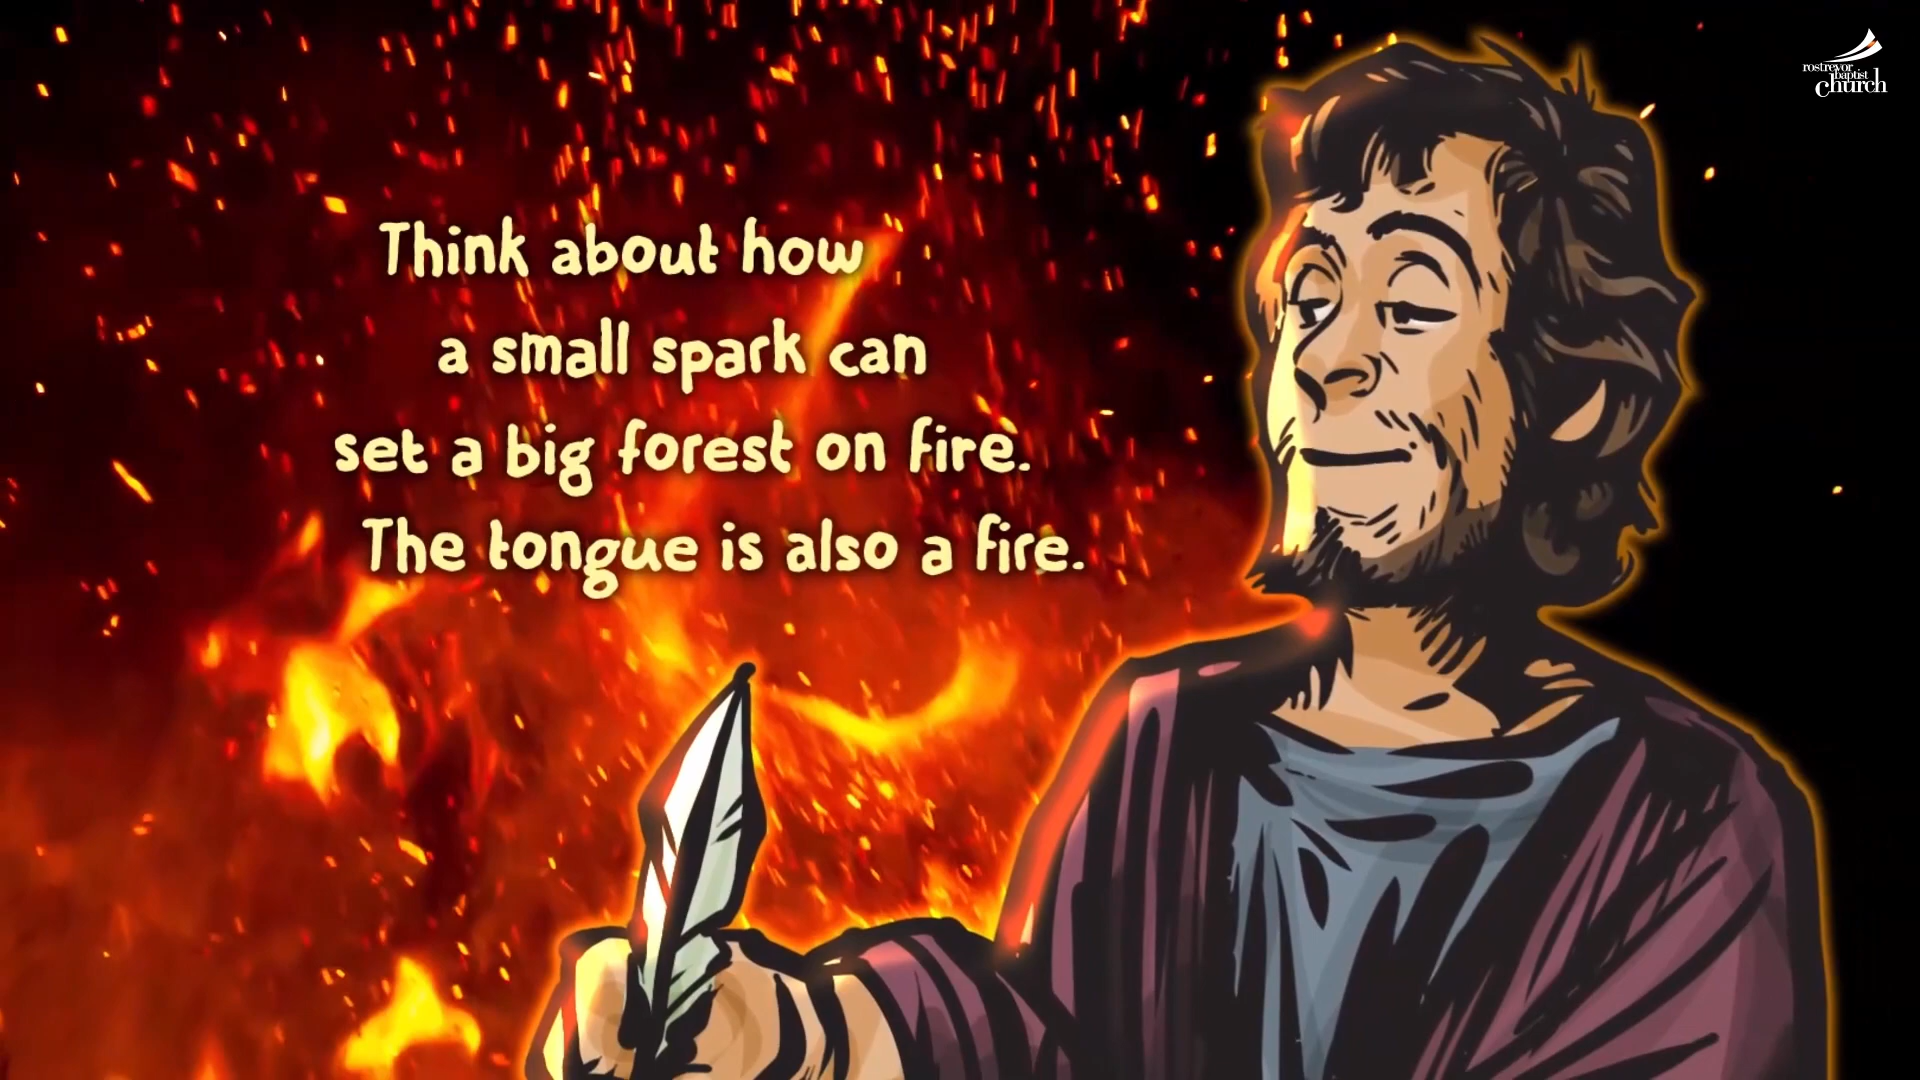 Think about how
a small spark can
set a big forest on fire.
The tongue is also a fire.
rostrevor
baptist
church